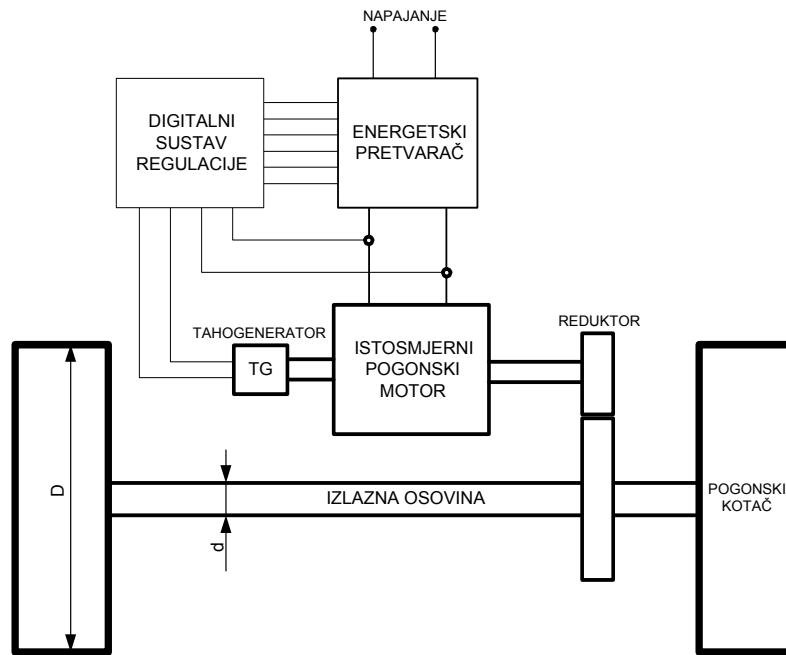 NAPAJANJE
DIGITALNI
SUSTAV
REGULACIJE
ENERGETSKI
PRETVARAČ
TAHOGENERATOR
REDUKTOR
TG
ISTOSMJERNI
POGONSKI
MOTOR
D
d
IZLAZNA OSOVINA
POGONSKI
KOTAČ